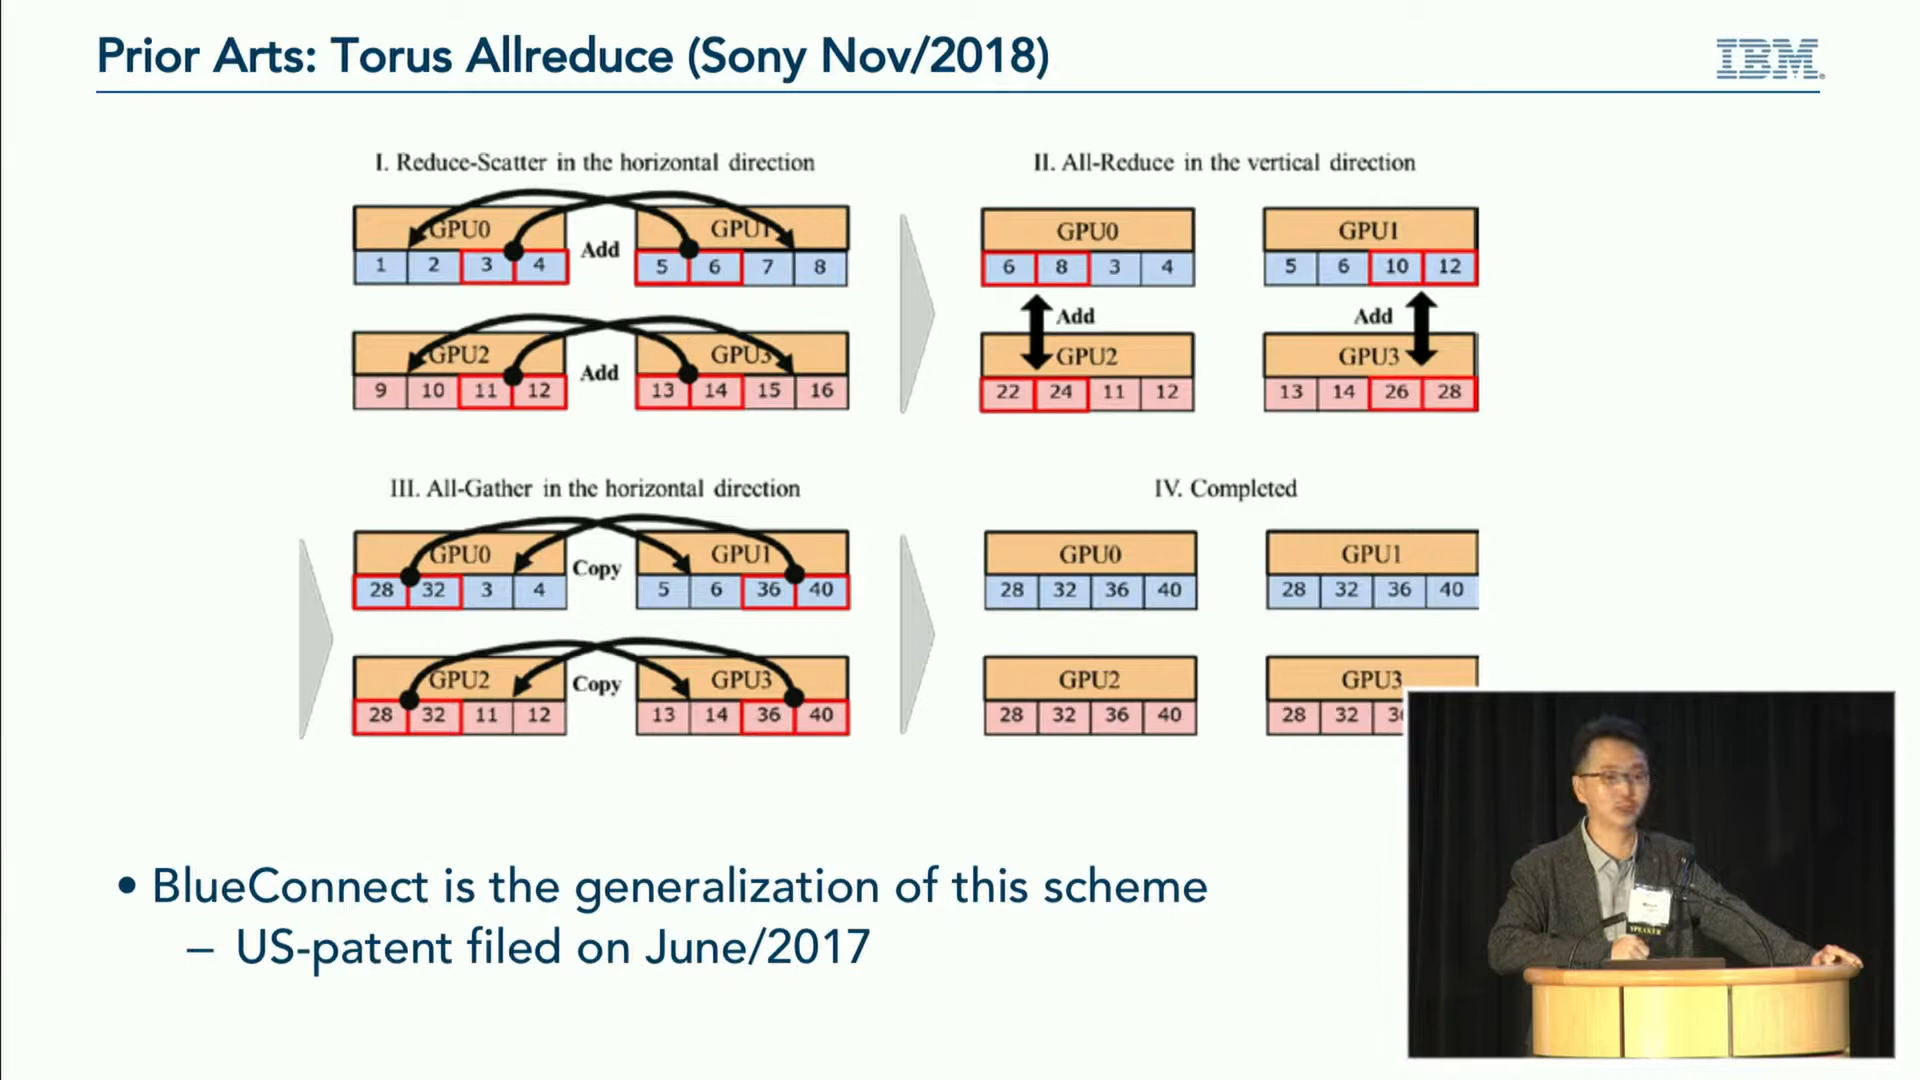 Prior Arts: Torus Allreduce (Sony Nov/2018)
IBM
I. Reduce-Scatter in the horizontal direction
GPU0
GPU1
1 2 3 4
Add
5 6 7 8
GPU2
GPU3
9 10 11 12
Add
13 14 15 16
II. All-Reduce in the vertical direction
GPU0
GPU1
6 8 3 4
5 6 10 12
Add
Add
GPU2
GPU3
22 24 11 12
13 14 26 28
III. All-Gather in the horizontal direction
GPU0
GPU1
28 32 3 4
Copy
5 6 36 40
GPU2
GPU3
28 32 11 12
Copy
13 14 36 40
IV. Completed
GPU0
GPU1
28 32 36 40
28 32 36 40
GPU2
GPU3
28 32 36 40
28 32
• BlueConnect is the generalization of this scheme
– US-patent filed on June/2017
SPEAKER